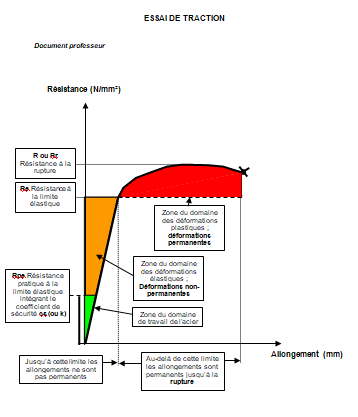 ESSAI DE TRACTION
Document professeur
Résistance (N/mm²)
R ou Rr
Résistance à la
rupture
Re Résistance à
la limite
élastique
Zone du domaine
des déformations
plastiques ;
déformations
permanentes
Zone du domaine
des déformations
élastiques ;
Déformations non-
permanentes
Rpe Résistance
pratique à la
limite élastique
intégrant le
coefficient de
sécurité σs (ou k)
Zone du domaine
de travail de l'acier
Allongement (mm)
Jusqu'à cette limite les
allongements ne sont
pas permanents
Au-delà de cette limite
les allongements sont
permanents jusqu'à la
rupture